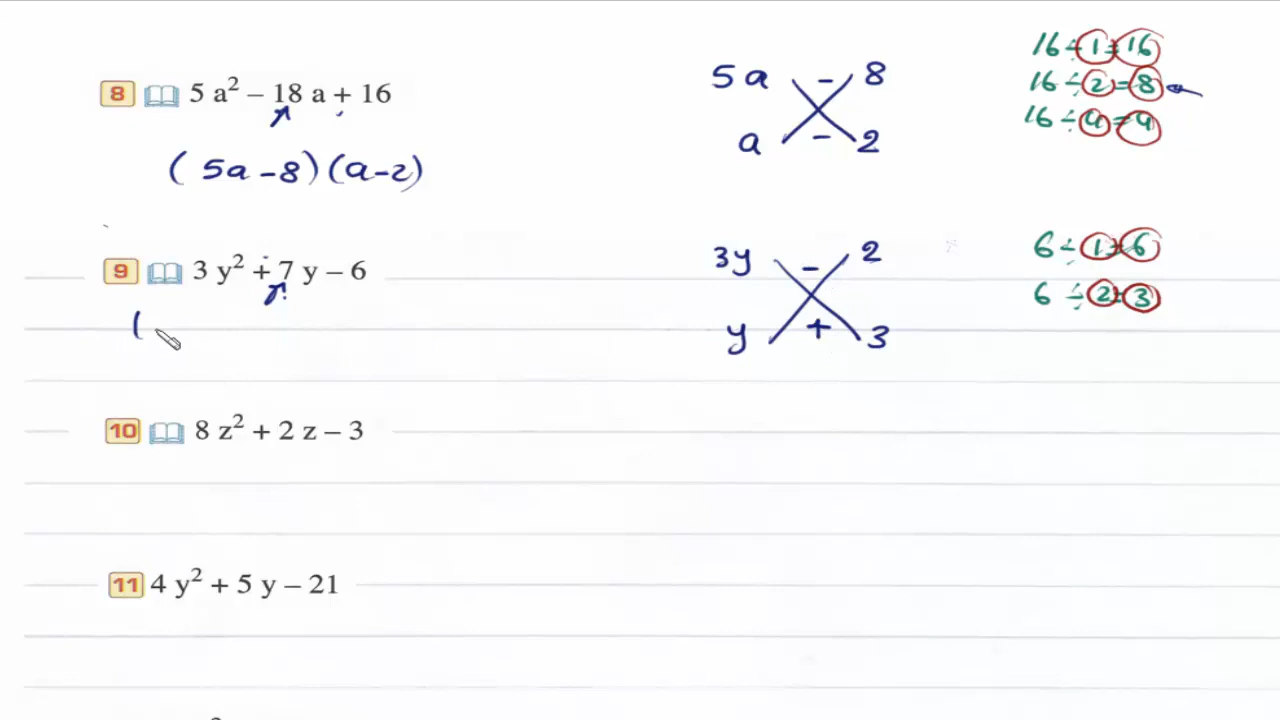 8 5 a² – 18 a + 16
( 5a – 8 ) ( a – 2 )
5a – 8
a – 2
16 ÷ 1 = 16
16 ÷ 2 = 8
16 ÷ 4 = 4
9 3 y² + 7 y – 6
(
3y – 2
y + 3
6 ÷ 1 = 6
6 ÷ 2 = 3
10 8 z² + 2 z – 3
11 4 y² + 5 y – 21